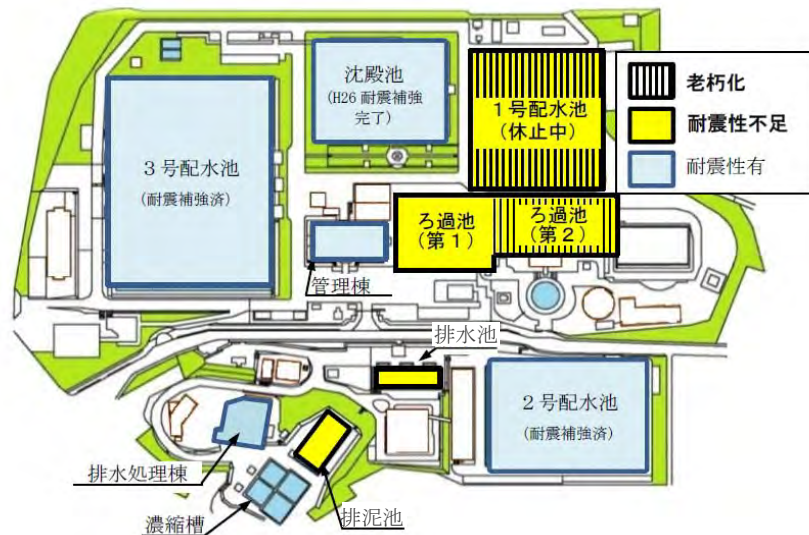 沈殿池
(H26 耐震補強
完了)
1号配水池
(休止中)
老朽化
耐震性不足
耐震性有
3号配水池
(耐震補強済)
ろ過池
(第1)
ろ過池
(第2)
管理棟
排水池
2号配水池
(耐震補強済)
排水処理棟
濃縮槽
排泥池